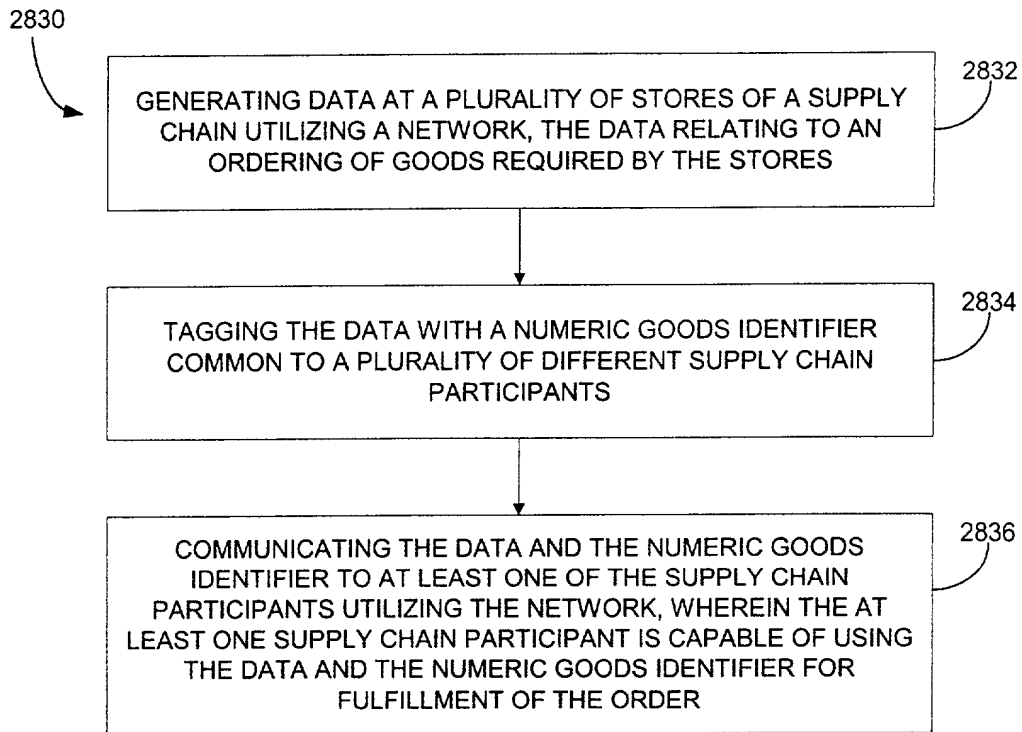 2830
2832
GENERATING DATA AT A PLURALITY OF STORES OF A SUPPLY
CHAIN UTILIZING A NETWORK, THE DATA RELATING TO AN
ORDERING OF GOODS REQUIRED BY THE STORES
2834
TAGGING THE DATA WITH A NUMERIC GOODS IDENTIFIER
COMMON TO A PLURALITY OF DIFFERENT SUPPLY CHAIN
PARTICIPANTS
2836
COMMUNICATING THE DATA AND THE NUMERIC GOODS
IDENTIFIER TO AT LEAST ONE OF THE SUPPLY CHAIN
PARTICIPANTS UTILIZING THE NETWORK, WHEREIN THE AT
LEAST ONE SUPPLY CHAIN PARTICIPANT IS CAPABLE OF USING
THE DATA AND THE NUMERIC GOODS IDENTIFIER FOR
FULFILLMENT OF THE ORDER